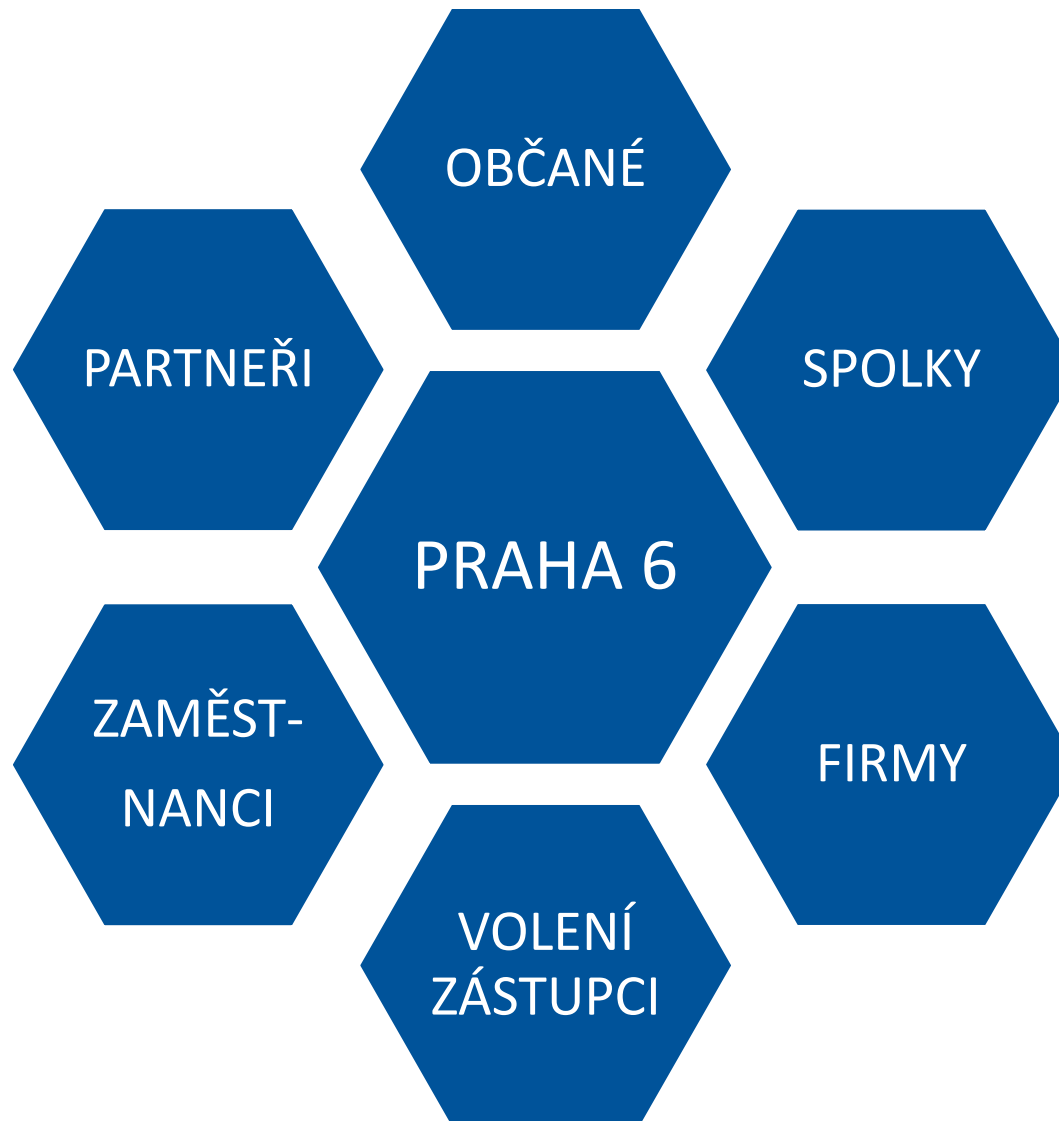 OBČANÉ
PARTNEŘI
SPOLKY
PRAHA 6
ZAMĚST-
NANCI
FIRMY
VOLENÍ
ZÁSTUPCI